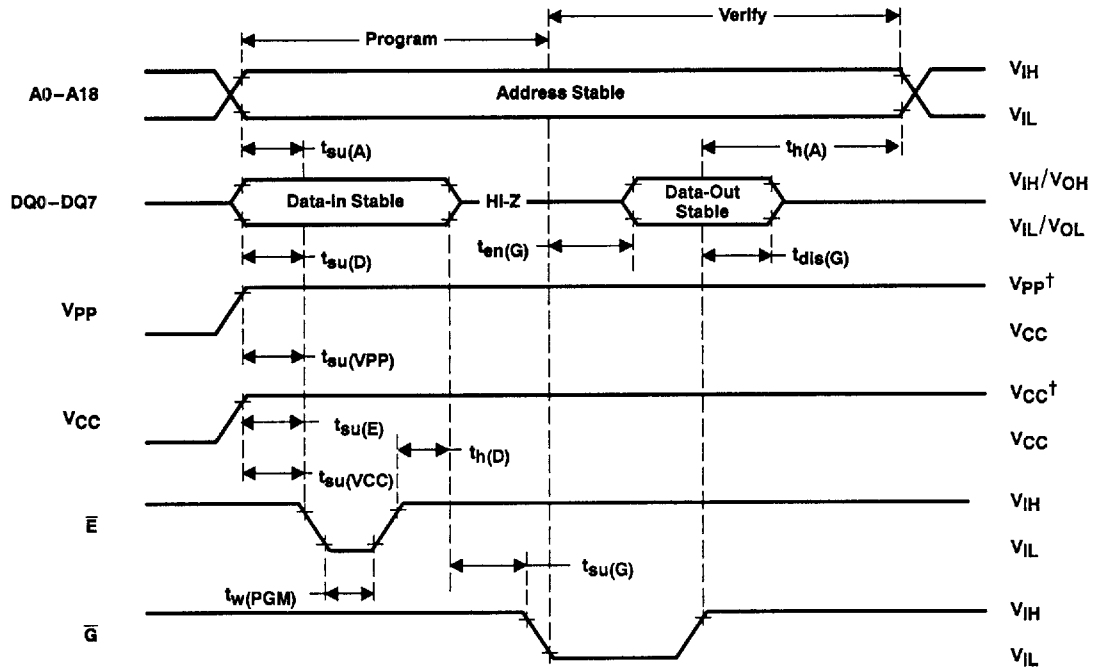 Verify
Program
A0–A18
Address Stable
VIH
VIL
tsu(A)
th(A)
DQ0–DQ7
Data-In Stable
HI-Z
Data-Out
Stable
VIH/VOH
VIL/VOL
tsu(D)
ten(G)
tdis(G)
VPP
VPP†
VCC
tsu(VPP)
VCC
VCC†
VCC
tsu(E)
th(D)
tsu(VCC)
E̅
VIH
VIL
tsu(G)
tw(PGM)
G̅
VIH
VIL